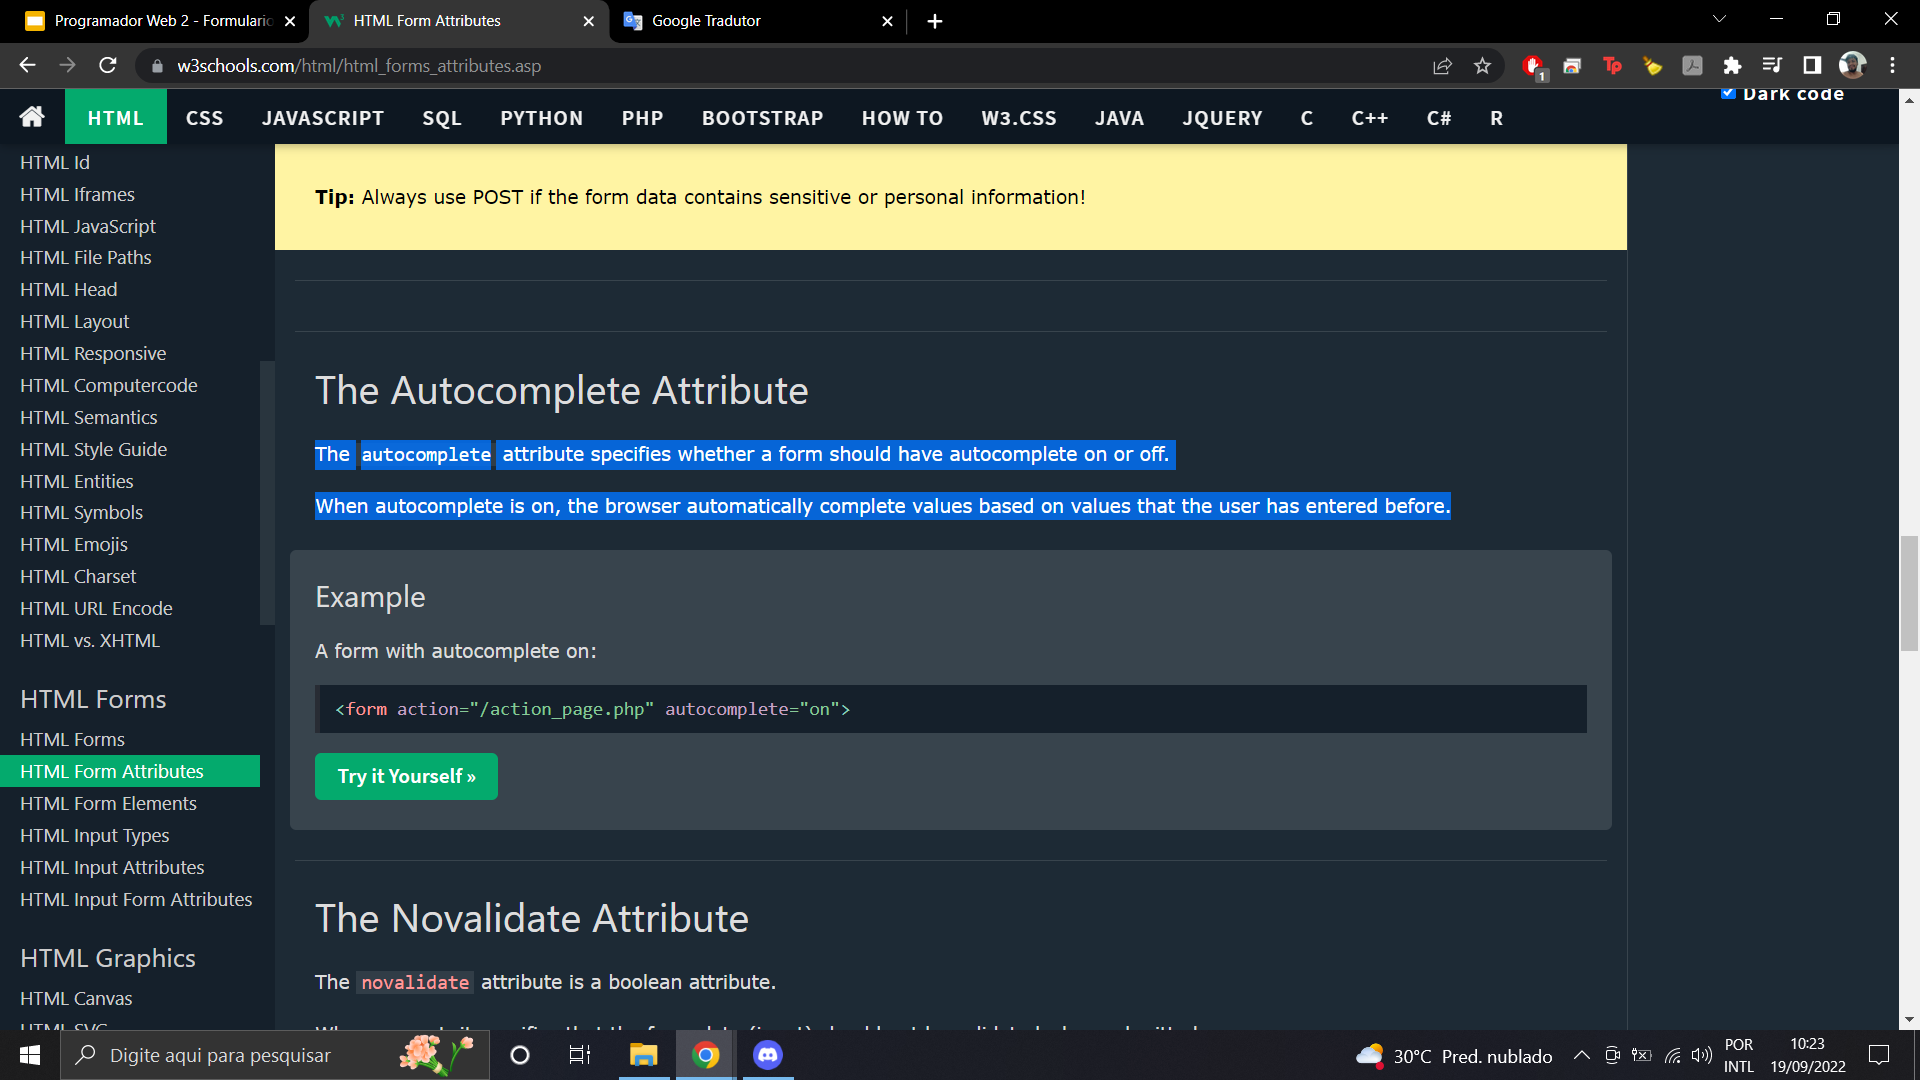 Programador Web 2 - Formulario
HTML Form Attributes
Google Tradutor
w3schools.com/html/html_forms_attributes.asp
1
Dark code
HTML
CSS
JAVASCRIPT
SQL
PYTHON
PHP
BOOTSTRAP
HOW TO
W3.CSS
JAVA
JQUERY
C
C++
C#
R
HTML Id
HTML Iframes
HTML JavaScript
HTML File Paths
HTML Head
HTML Layout
HTML Responsive
HTML Computercode
HTML Semantics
HTML Style Guide
HTML Entities
HTML Symbols
HTML Emojis
HTML Charset
HTML URL Encode
HTML vs. XHTML
HTML Forms
HTML Forms
HTML Form Attributes
HTML Form Elements
HTML Input Types
HTML Input Attributes
HTML Input Form Attributes
HTML Graphics
HTML Canvas
HTML SVG
Tip: Always use POST if the form data contains sensitive or personal information!
The Autocomplete Attribute
The autocomplete attribute specifies whether a form should have autocomplete on or off.
When autocomplete is on, the browser automatically complete values based on values that the user has entered before.
Example
A form with autocomplete on:
<form action="/action_page.php" autocomplete="on">
Try it Yourself »
The Novalidate Attribute
The novalidate attribute is a boolean attribute.
Digite aqui para pesquisar
30°C Pred. nublado
POR
INTL
10:23
19/09/2022